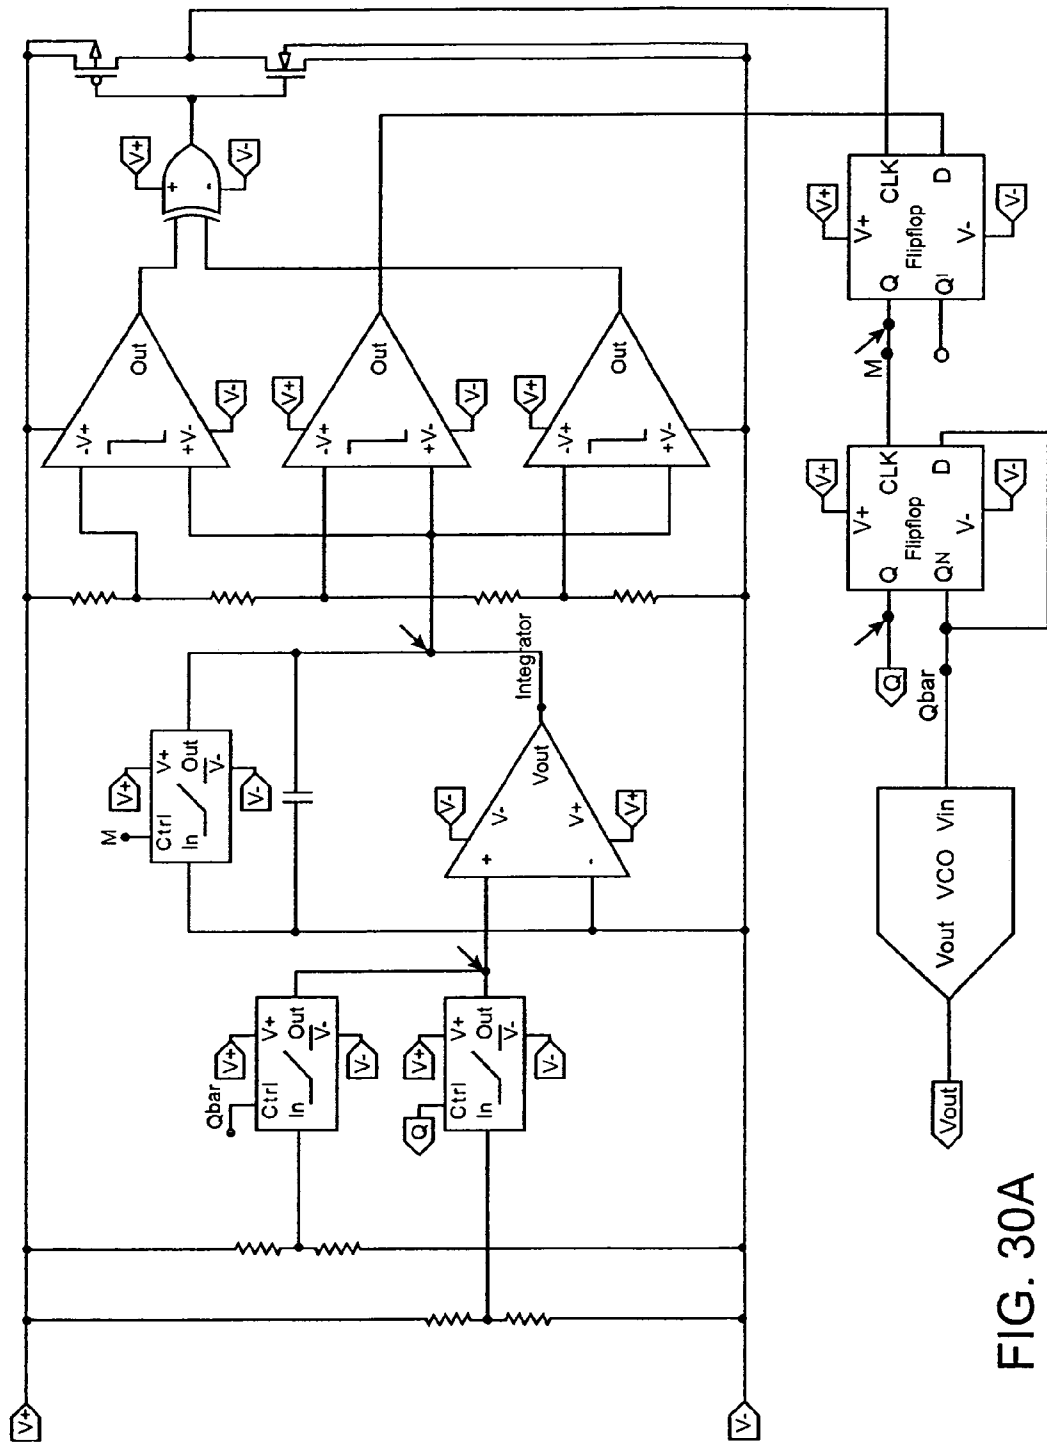 V+
V-
Qbar
Ctrl
V+
In
Out
V-
V+
V-
Q
Ctrl
V+
In
Out
V-
V+
V-
M
Ctrl
V+
In
Out
V-
V+
V-
+
V-
Vout
V+
-
V-
V+
Integrator
-V+
+V-
Out
V-
-V+
+V-
Out
V+
V-
-V+
+V-
Out
V+
+
-
V+
V-
V+
CLK
Q
Flipflop
D
Q!
V-
V+
V-
M
V+
CLK
Q
Flipflop
D
QN
V-
V+
V-
Q
Qbar
Vout VCO Vin
Vout
FIG. 30A